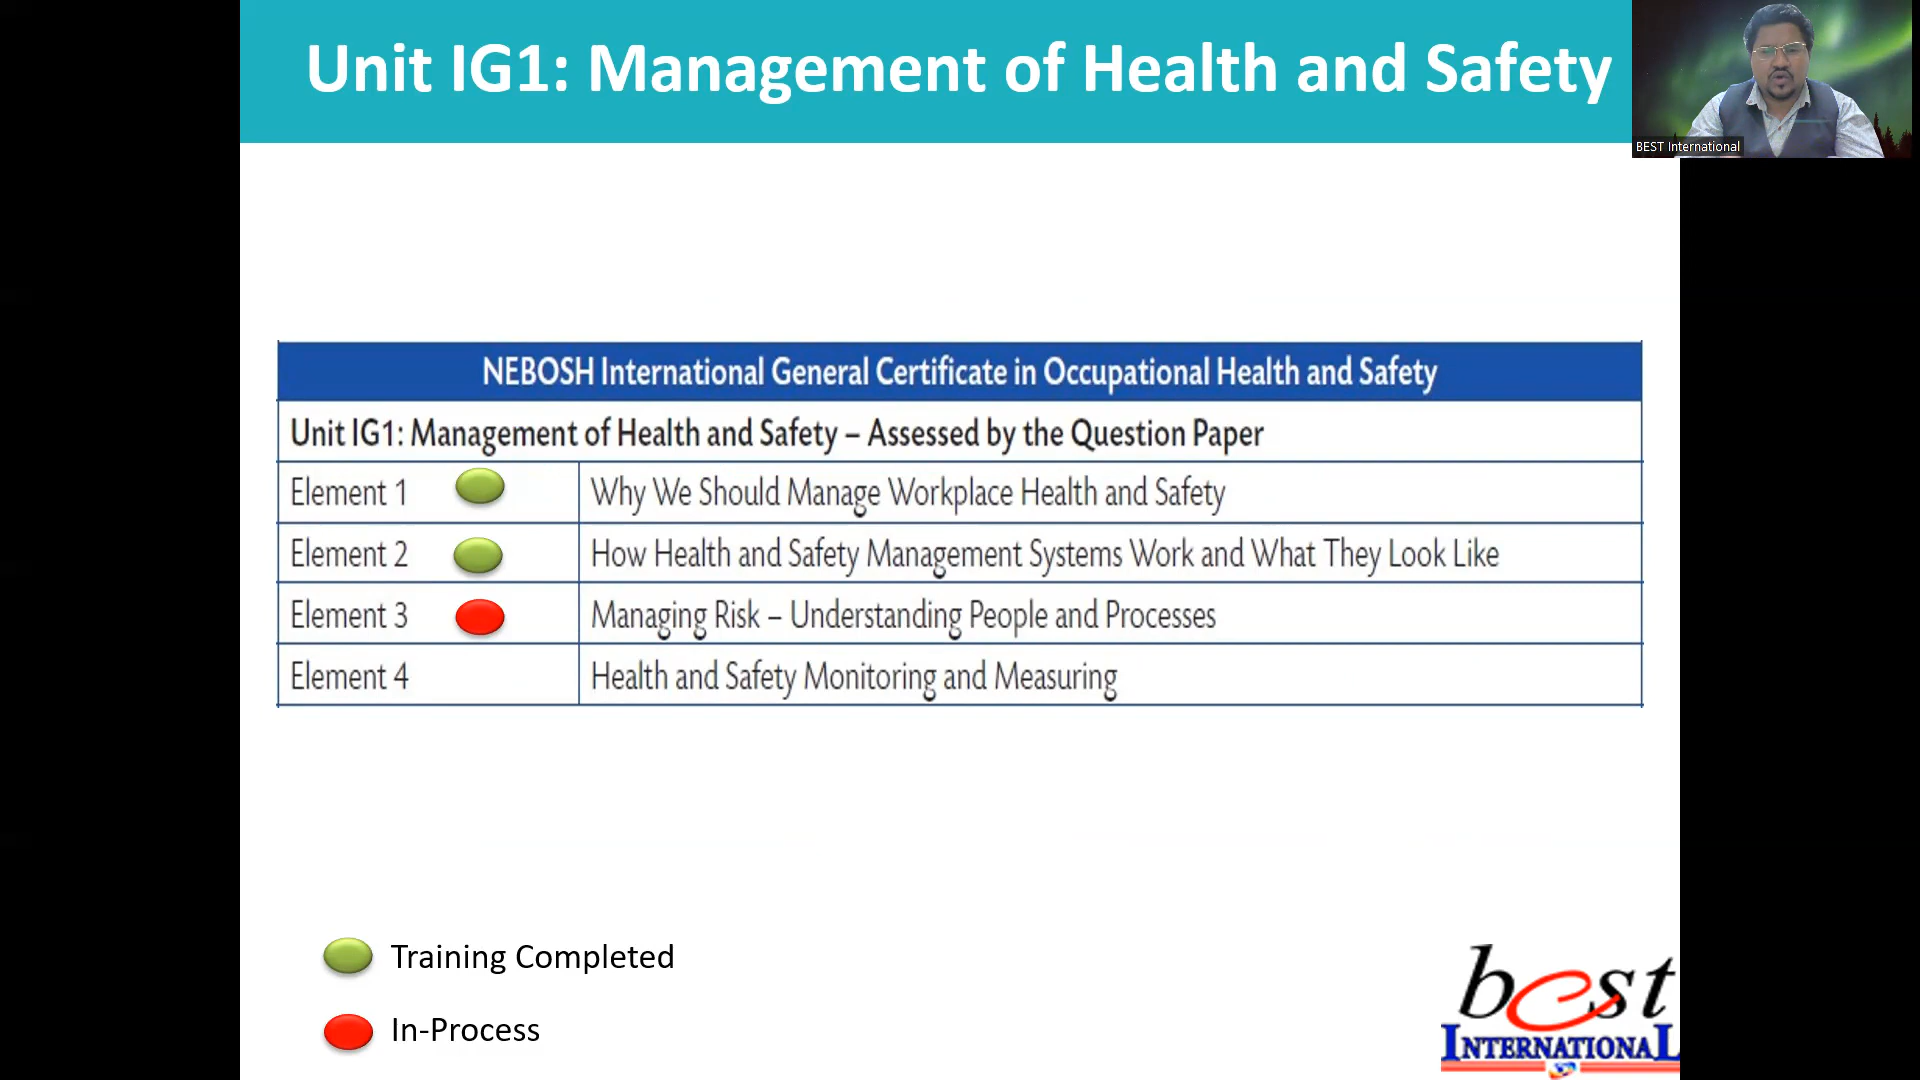 Unit IG1: Management of Health and Safety
BEST International
NEBOSH International General Certificate in Occupational Health and Safety
Unit IG1: Management of Health and Safety – Assessed by the Question Paper
Element 1 Why We Should Manage Workplace Health and Safety
Element 2 How Health and Safety Management Systems Work and What They Look Like
Element 3 Managing Risk – Understanding People and Processes
Element 4 Health and Safety Monitoring and Measuring
Training Completed
In-Process
best
INTERNATIONAL